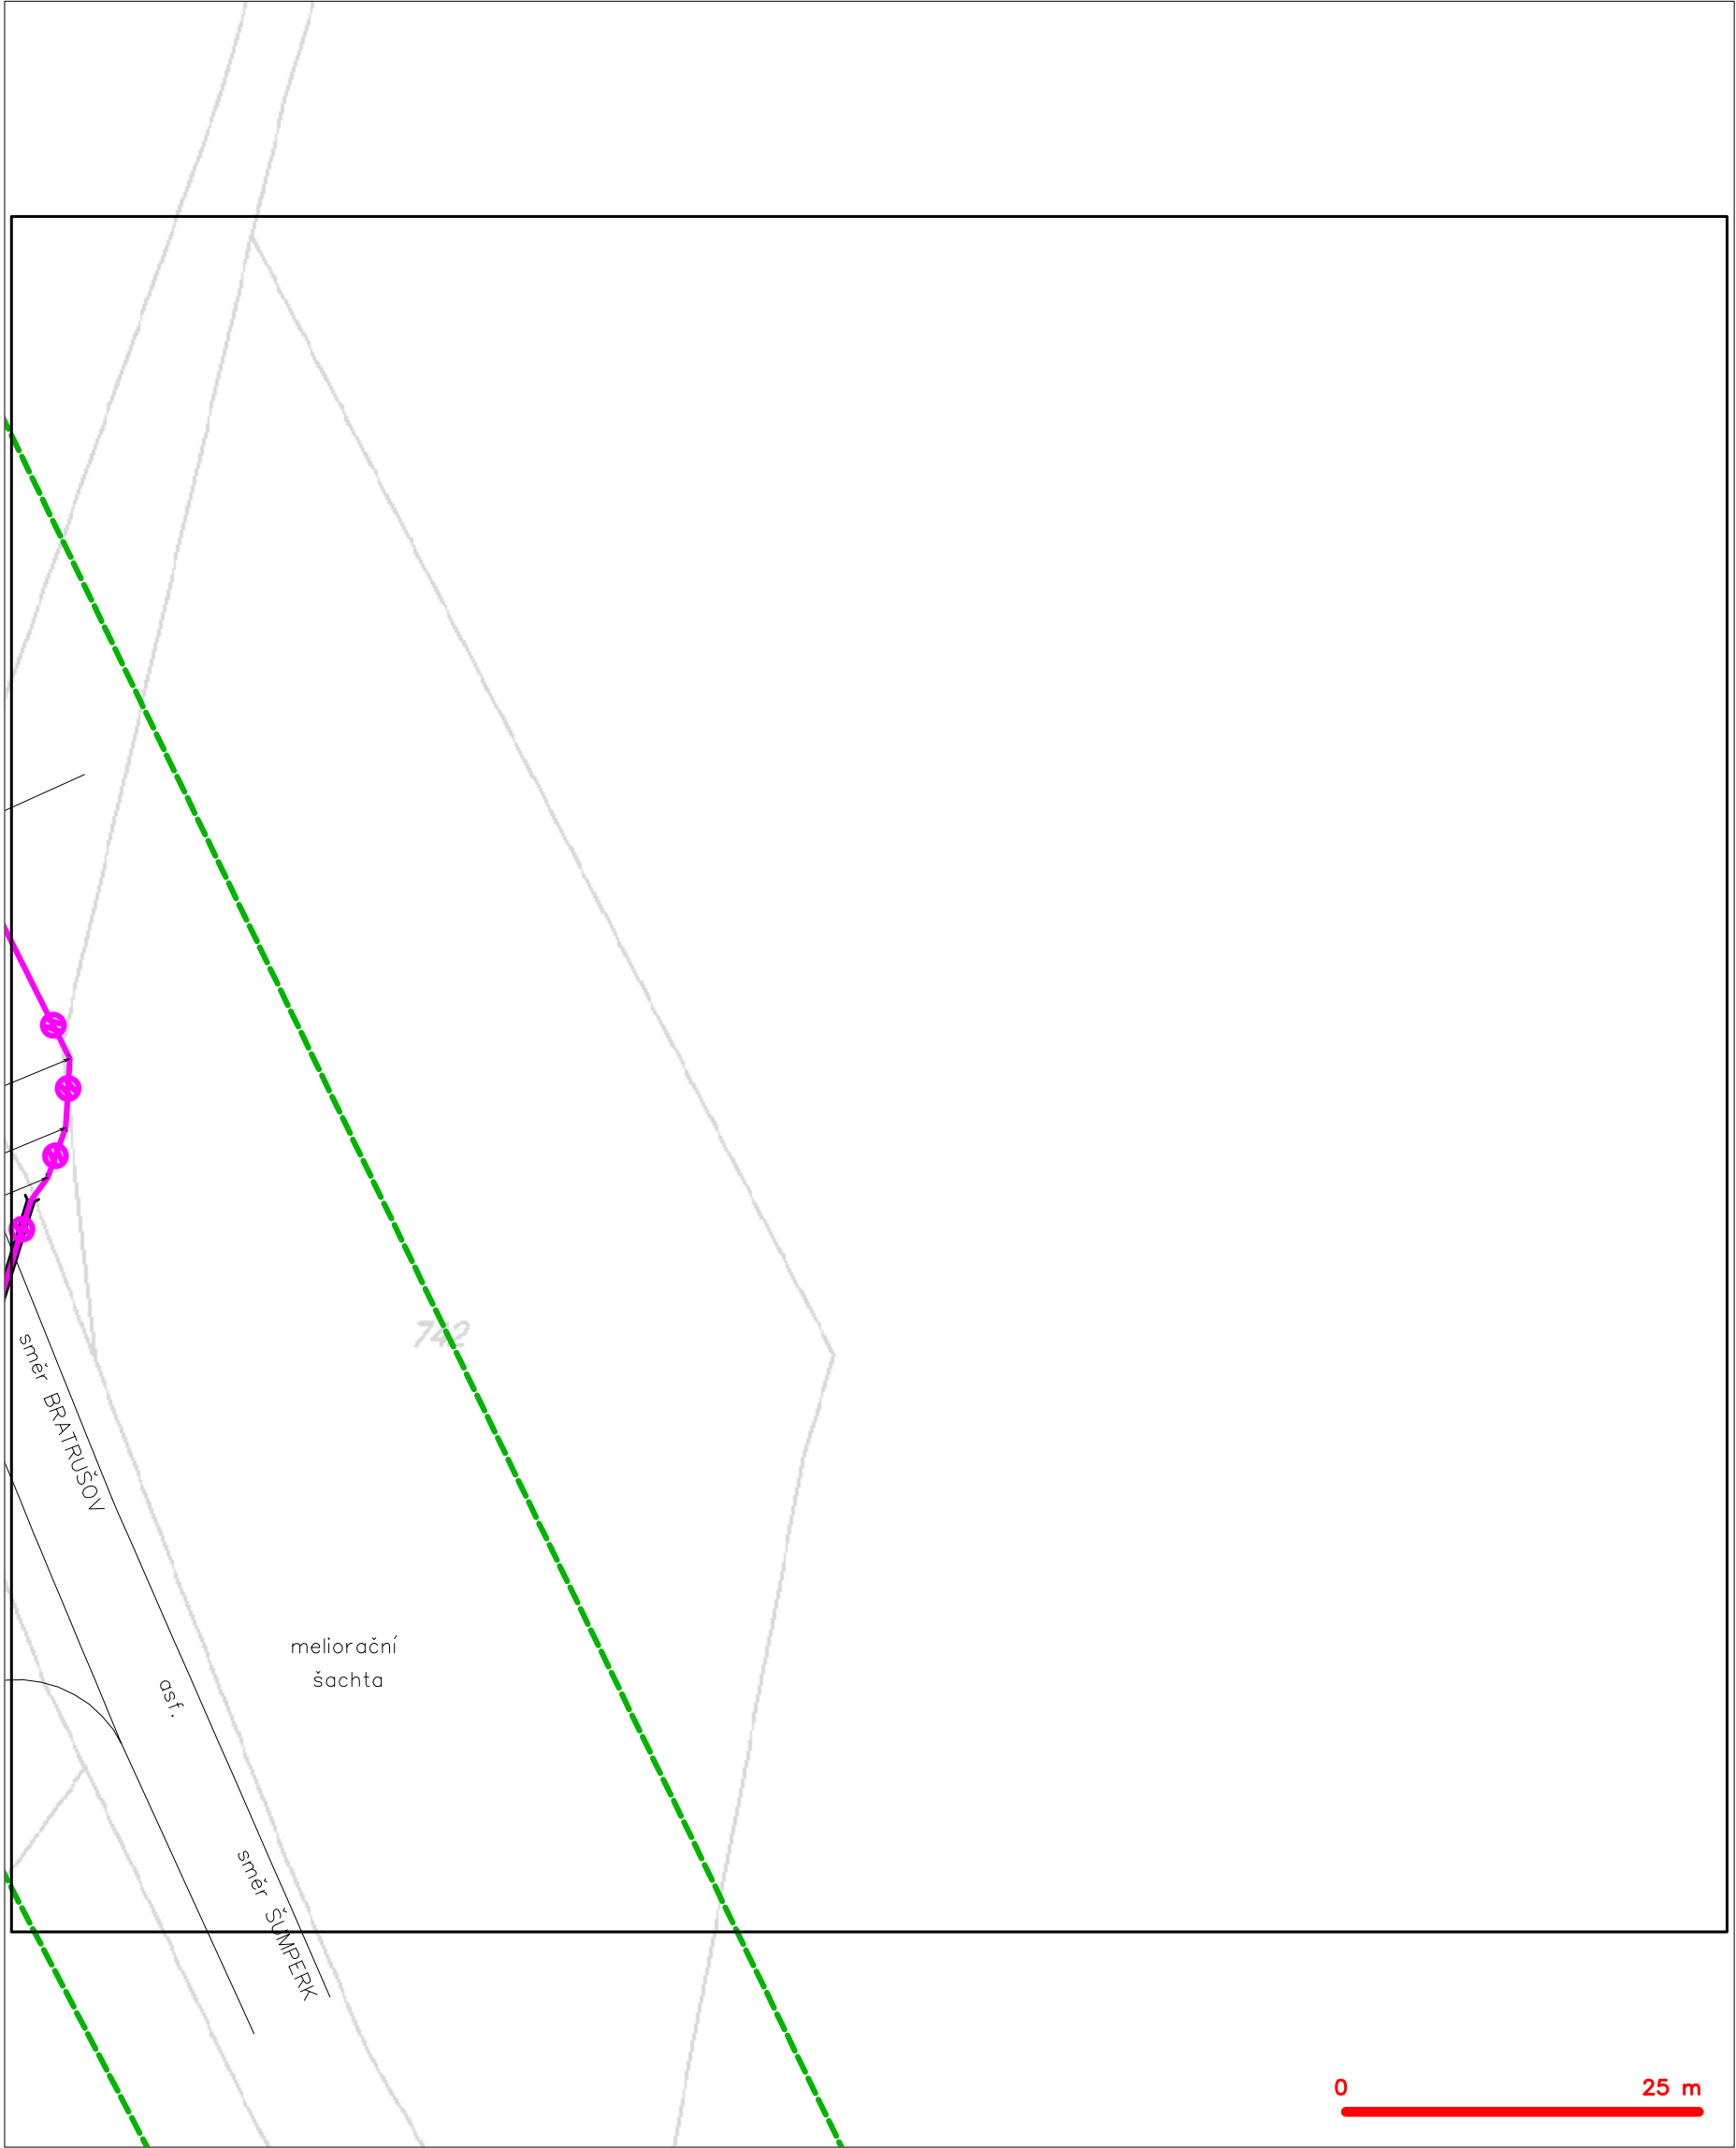 742
směr BRATRUŠOV
meliorační
šachta
asf.
směr ŠUMPERK
0 25 m